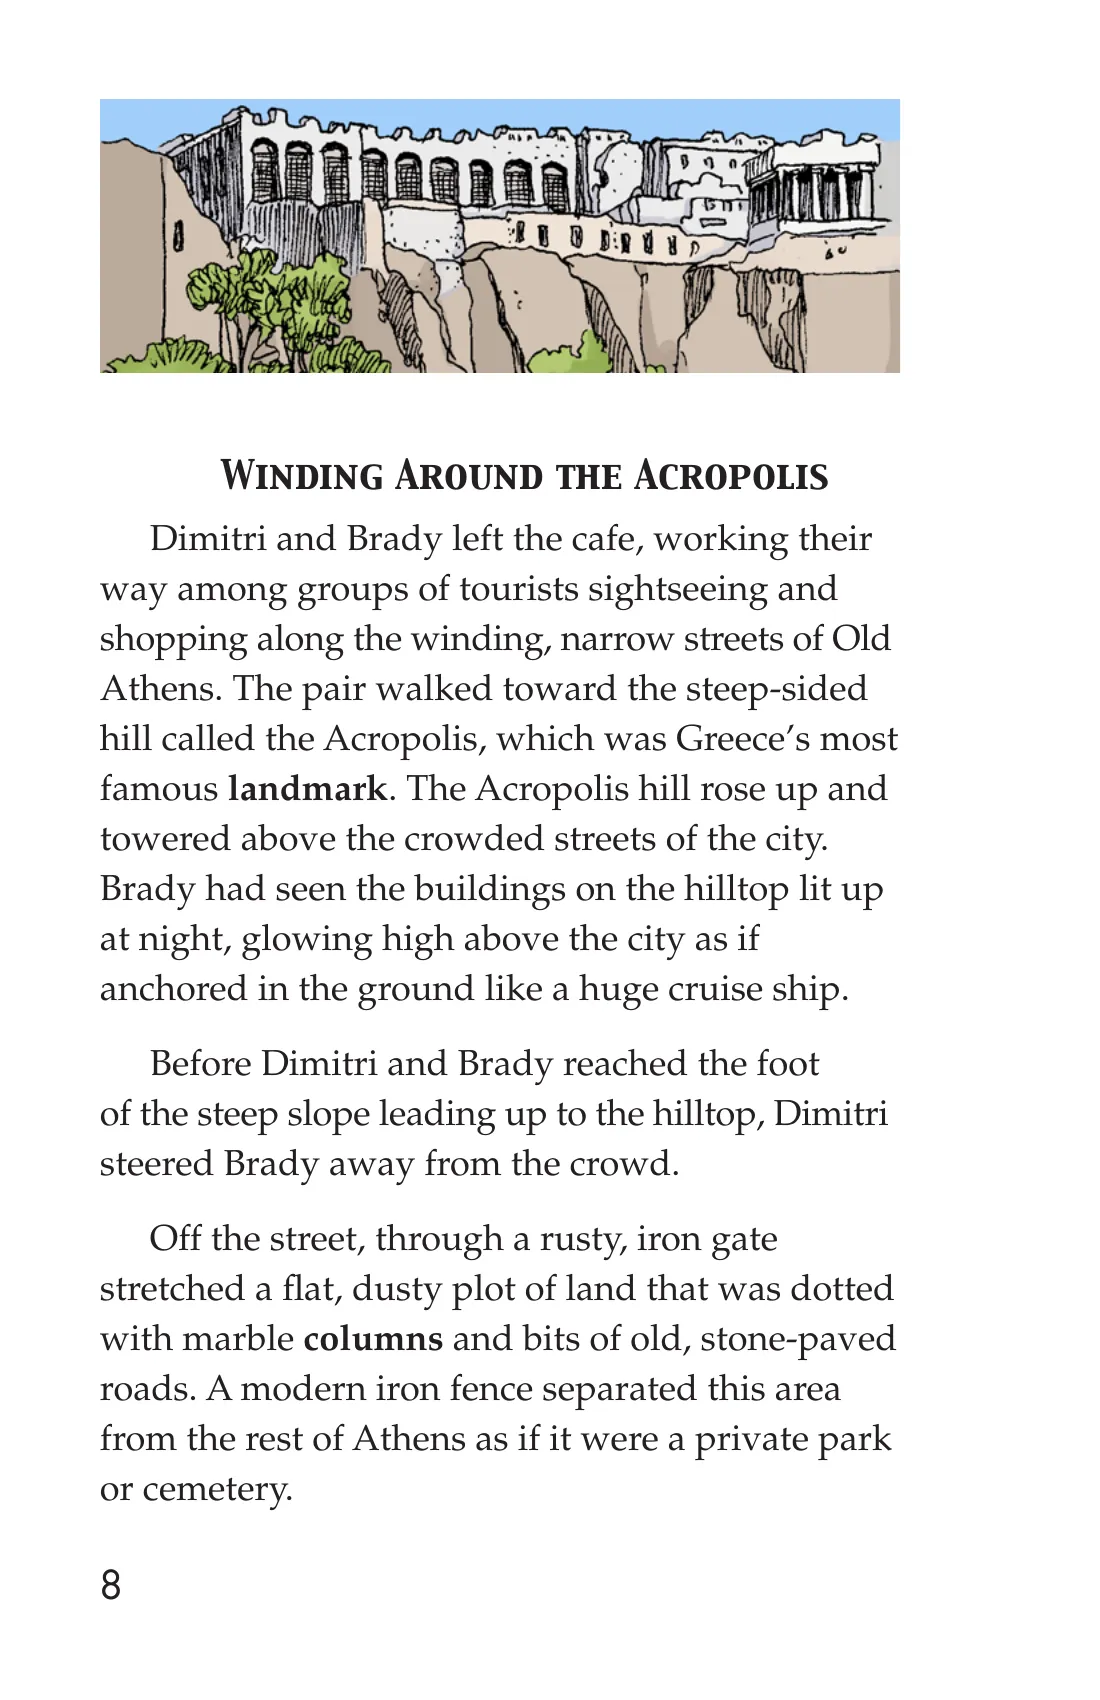 Winding Around the Acropolis
Dimitri and Brady left the cafe, working their
way among groups of tourists sightseeing and
shopping along the winding, narrow streets of Old
Athens. The pair walked toward the steep-sided
hill called the Acropolis, which was Greece’s most
famous landmark. The Acropolis hill rose up and
towered above the crowded streets of the city.
Brady had seen the buildings on the hilltop lit up
at night, glowing high above the city as if
anchored in the ground like a huge cruise ship.
Before Dimitri and Brady reached the foot
of the steep slope leading up to the hilltop, Dimitri
steered Brady away from the crowd.
Off the street, through a rusty, iron gate
stretched a flat, dusty plot of land that was dotted
with marble columns and bits of old, stone-paved
roads. A modern iron fence separated this area
from the rest of Athens as if it were a private park
or cemetery.
8